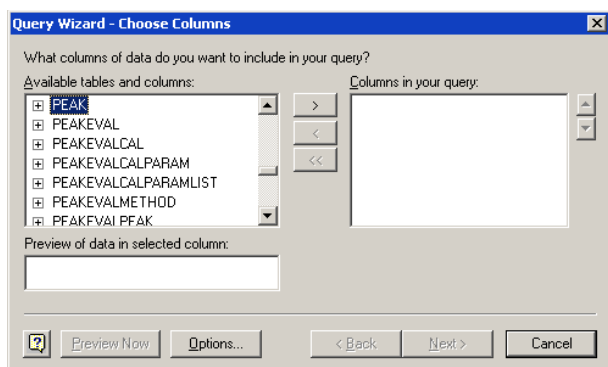 Query Wizard - Choose Columns
What columns of data do you want to include in your query?
Available tables and columns:
Columns in your query:
PEAK
PEAKEVAL
PEAKEVALCAL
PEAKEVALCALPARAM
PEAKEVALCALPARAMLIST
PEAKEVALMETHOD
PEAKEVALPEAK
>
<
<<
Preview of data in selected column:
? Preview Now Options... < Back Next > Cancel